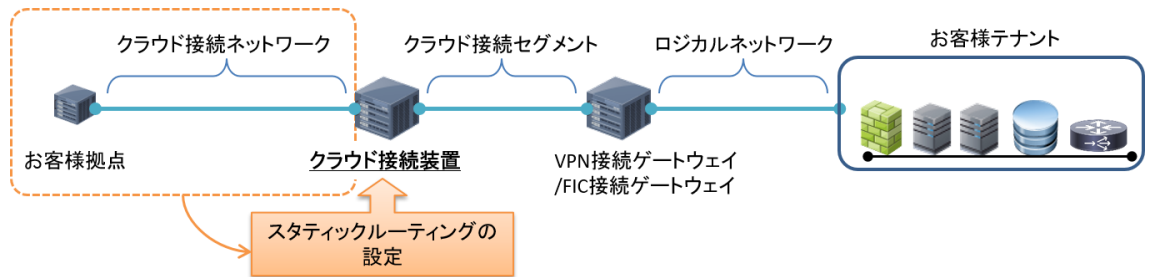 クラウド接続ネットワーク
クラウド接続セグメント
ロジカルネットワーク
お客様テナント
お客様拠点
クラウド接続装置
VPN接続ゲートウェイ
/FIC接続ゲートウェイ
スタティックルーティングの
設定